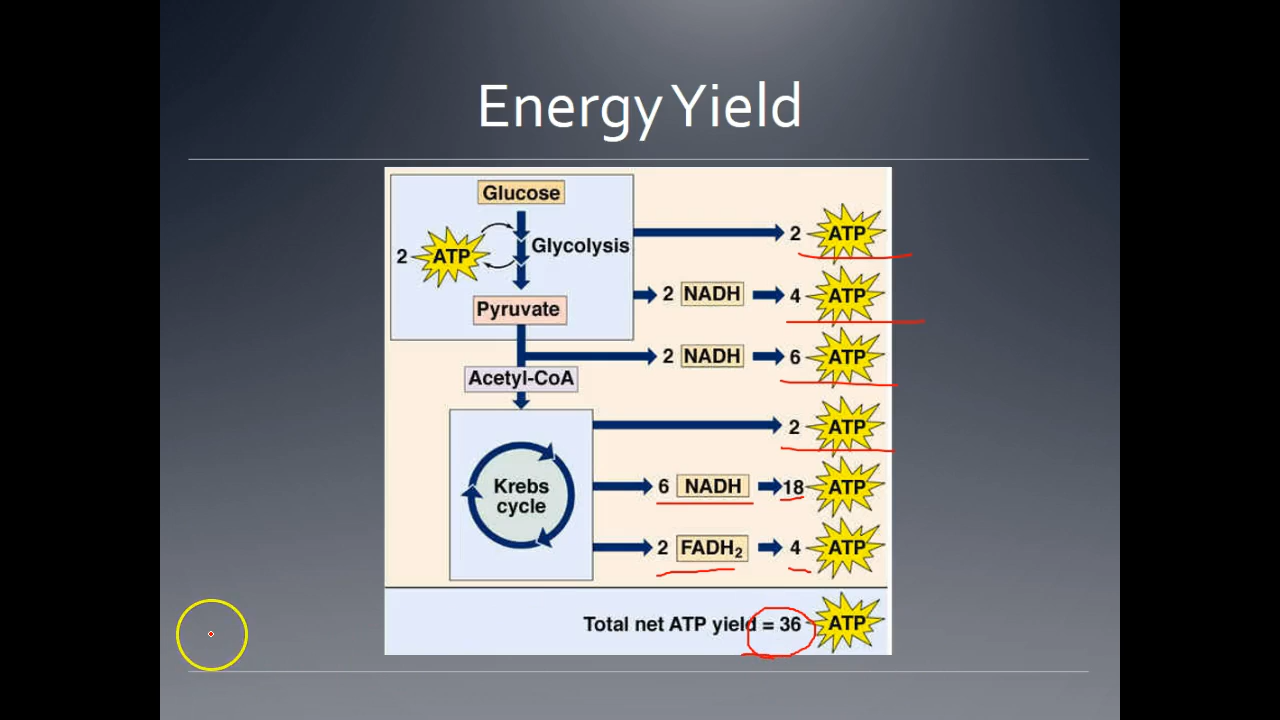 Energy Yield
Glucose
2 ATP
Glycolysis
Pyruvate
2 ATP
2 NADH 4 ATP
2 NADH 6 ATP
Acetyl-CoA
2 ATP
Krebs
cycle
6 NADH 18 ATP
2 FADH₂ 4 ATP
Total net ATP yield = 36 ATP